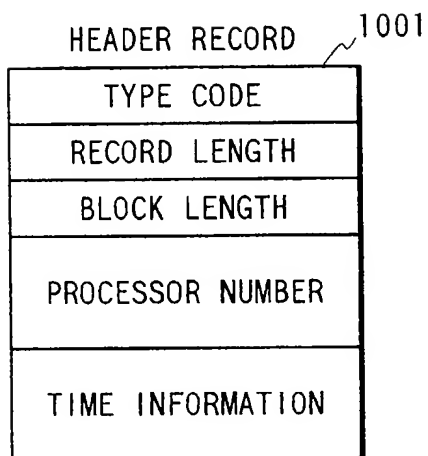 HEADER RECORD
1001
TYPE CODE
RECORD LENGTH
BLOCK LENGTH
PROCESSOR NUMBER
TIME INFORMATION